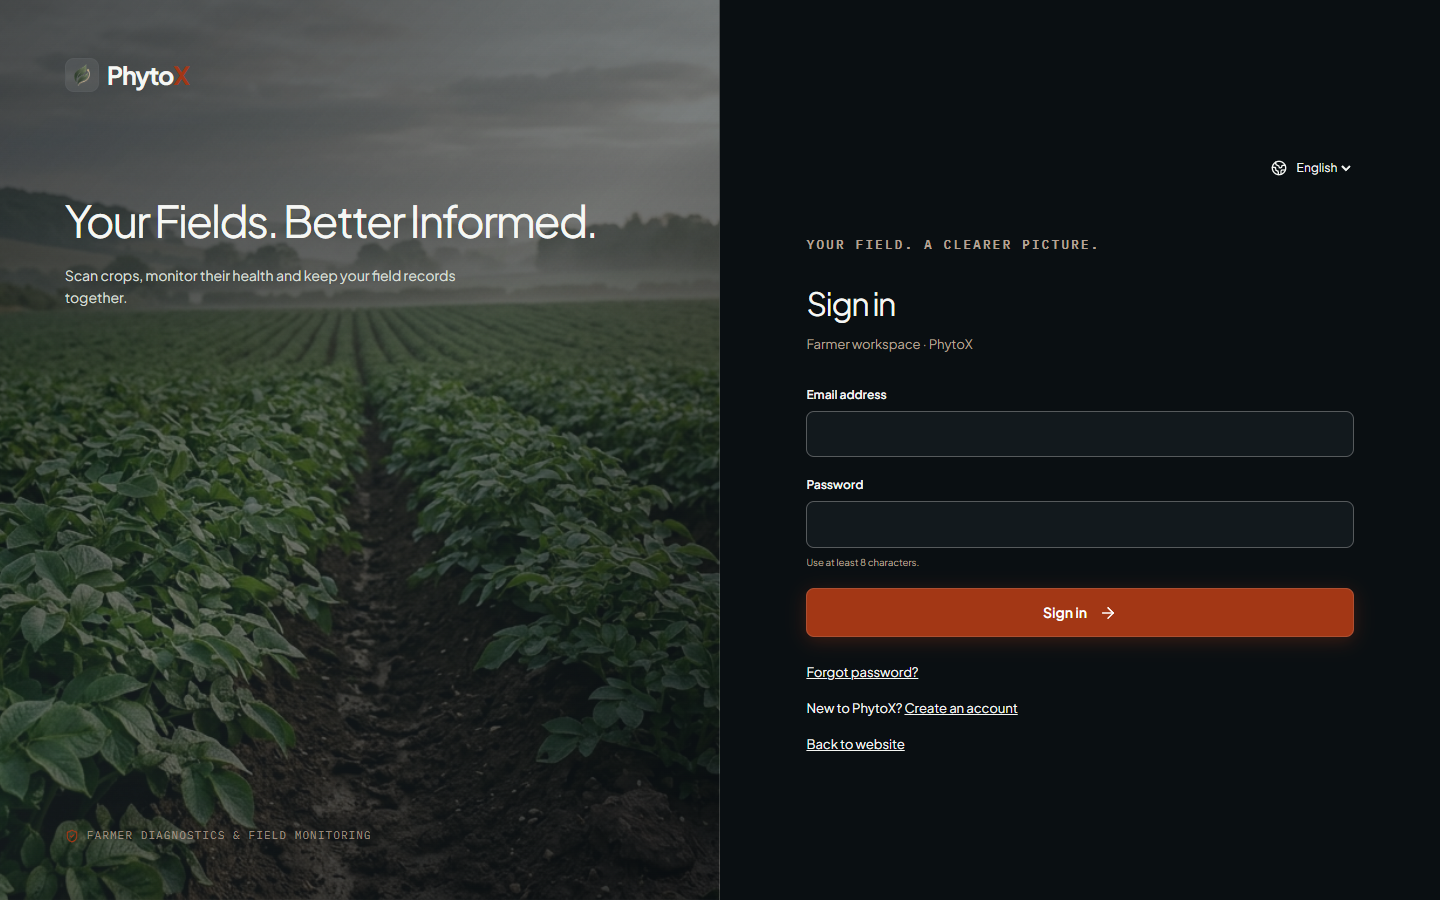 PhytoX
Your Fields. Better Informed.
Scan crops, monitor their health and keep your field records
together.
FARMER DIAGNOSTICS & FIELD MONITORING
English
YOUR FIELD. A CLEARER PICTURE.
Sign in
Farmer workspace · PhytoX
Email address
Password
Use at least 8 characters.
Sign in
Forgot password?
New to PhytoX? Create an account
Back to website